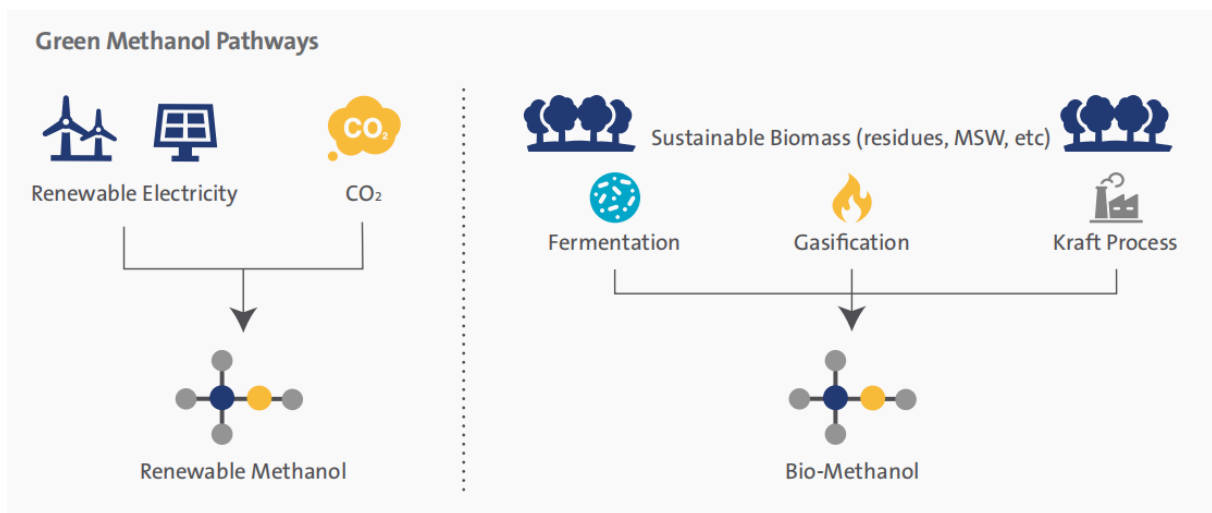 Green Methanol Pathways
CO₂
Renewable Electricity
CO₂
Sustainable Biomass (residues, MSW, etc)
Fermentation
Gasification
Kraft Process
Renewable Methanol
Bio-Methanol